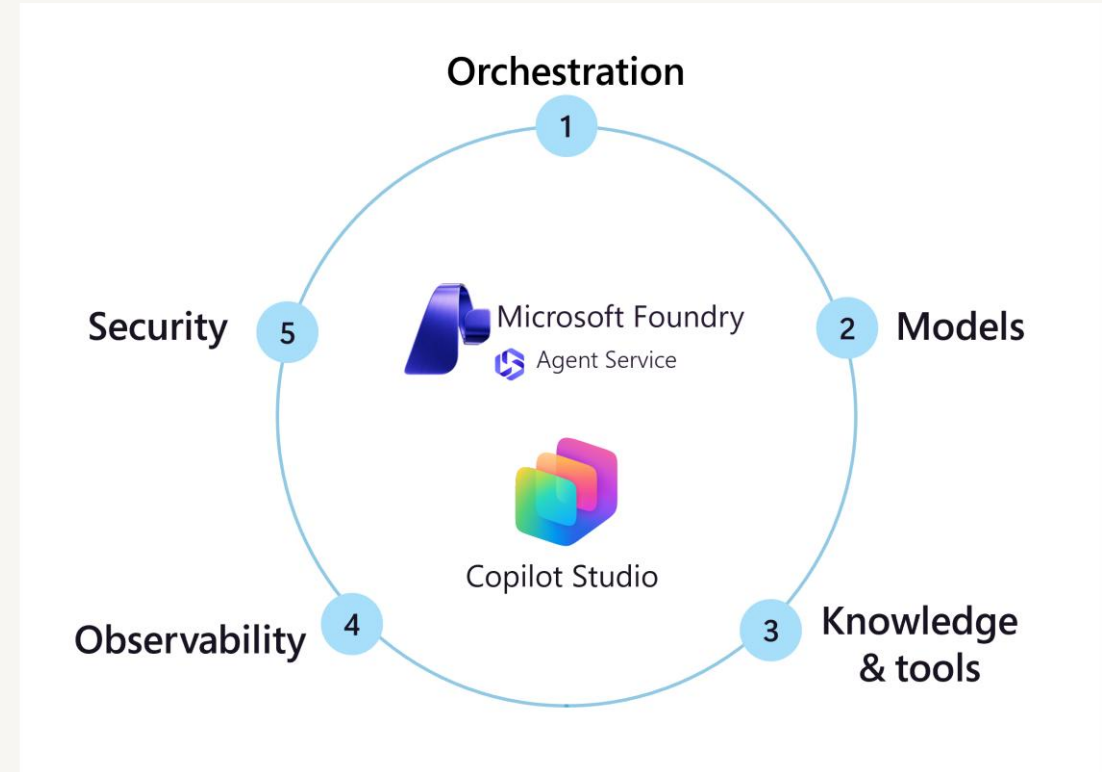 Orchestration
1
Security
5
Microsoft Foundry
Agent Service
2
Models
Copilot Studio
Observability
4
3
Knowledge
& tools